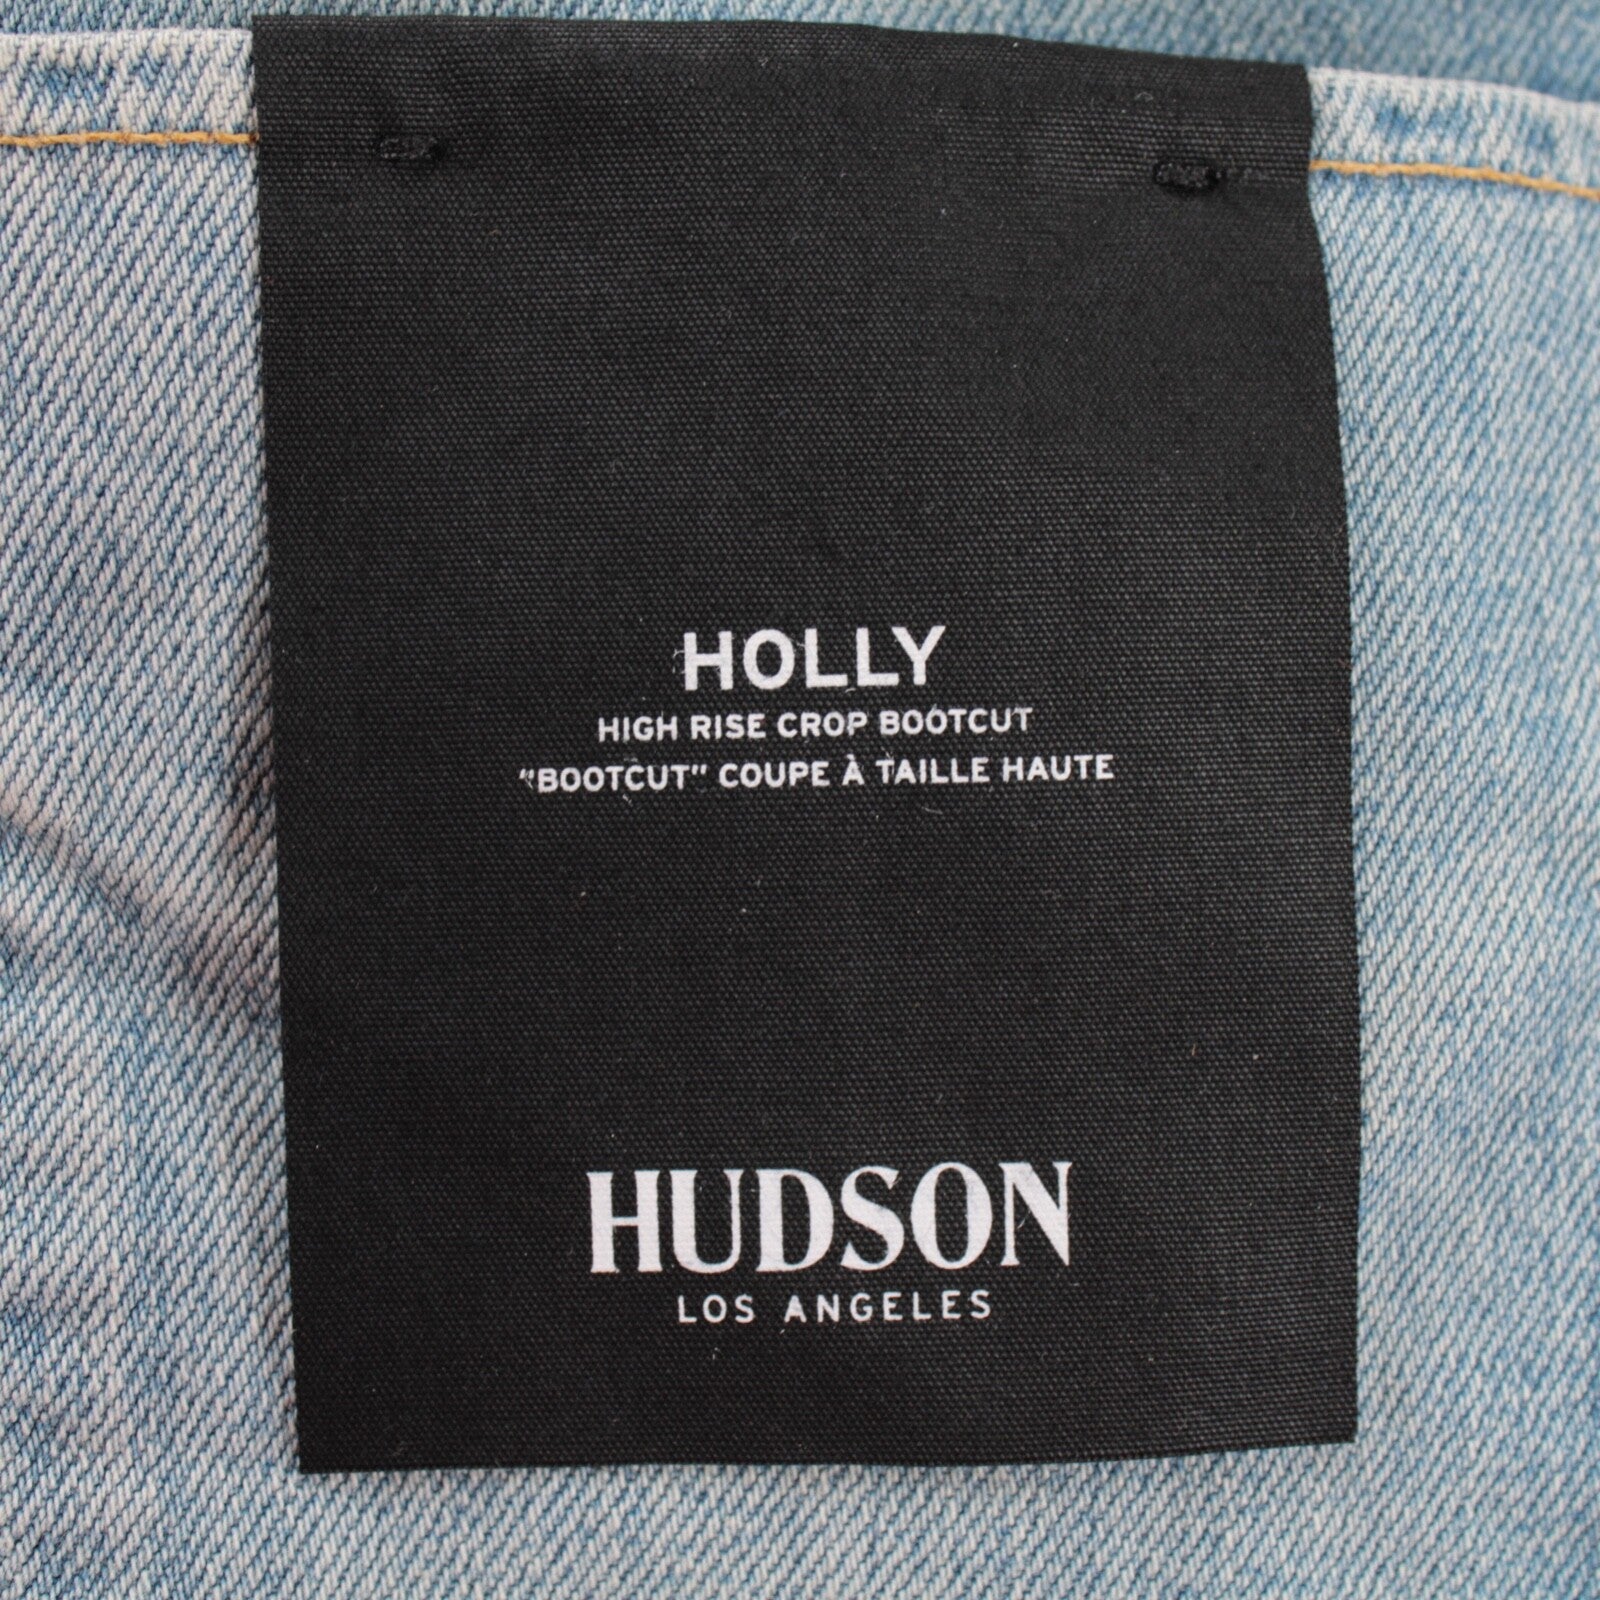 HOLLY
HIGH RISE CROP BOOTCUT
"BOOTCUT" COUPE À TAILLE HAUTE
HUDSON
LOS ANGELES